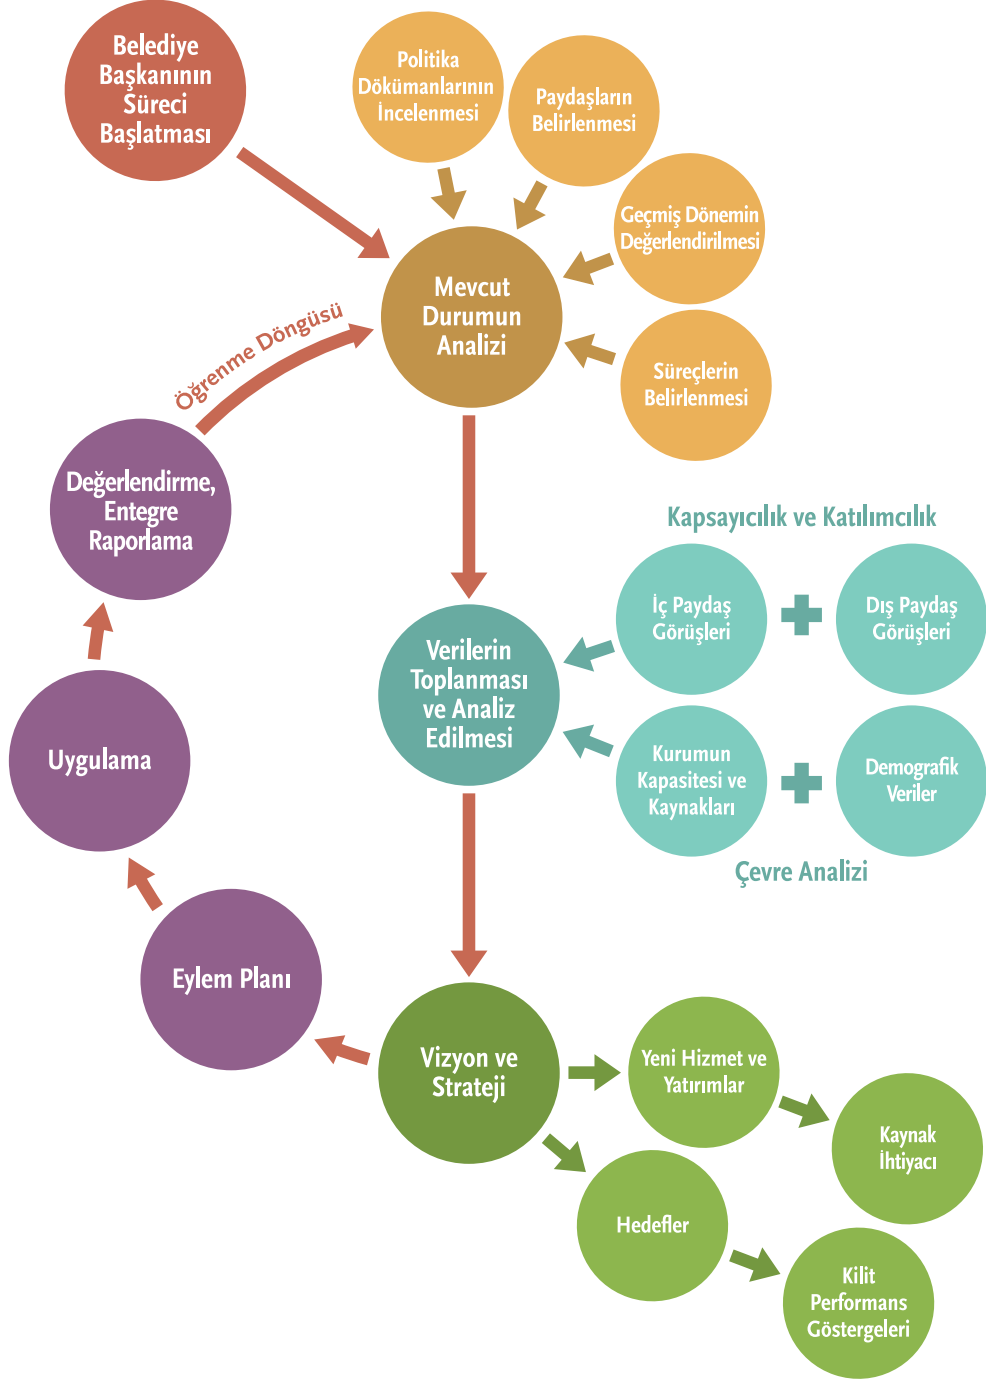 Belediye
Başkanının
Süreci
Başlatması
Politika
Dökümanlarının
İncelenmesi
Paydaşların
Belirlenmesi
Geçmiş Dönemin
Değerlendirilmesi
Süreçlerin
Belirlenmesi
Mevcut
Durumun
Analizi
Öğrenme Döngüsü
Değerlendirme,
Entegre
Raporlama
Kapsayıcılık ve Katılımcılık
İç Paydaş
Görüşleri
Dış Paydaş
Görüşleri
Verilerin
Toplanması
ve Analiz
Edilmesi
Kurumun
Kapasitesi ve
Kaynakları
Demografik
Veriler
Çevre Analizi
Uygulama
Eylem Planı
Vizyon ve
Strateji
Yeni Hizmet ve
Yatırımlar
Kaynak
İhtiyacı
Hedefler
Kilit
Performans
Göstergeleri